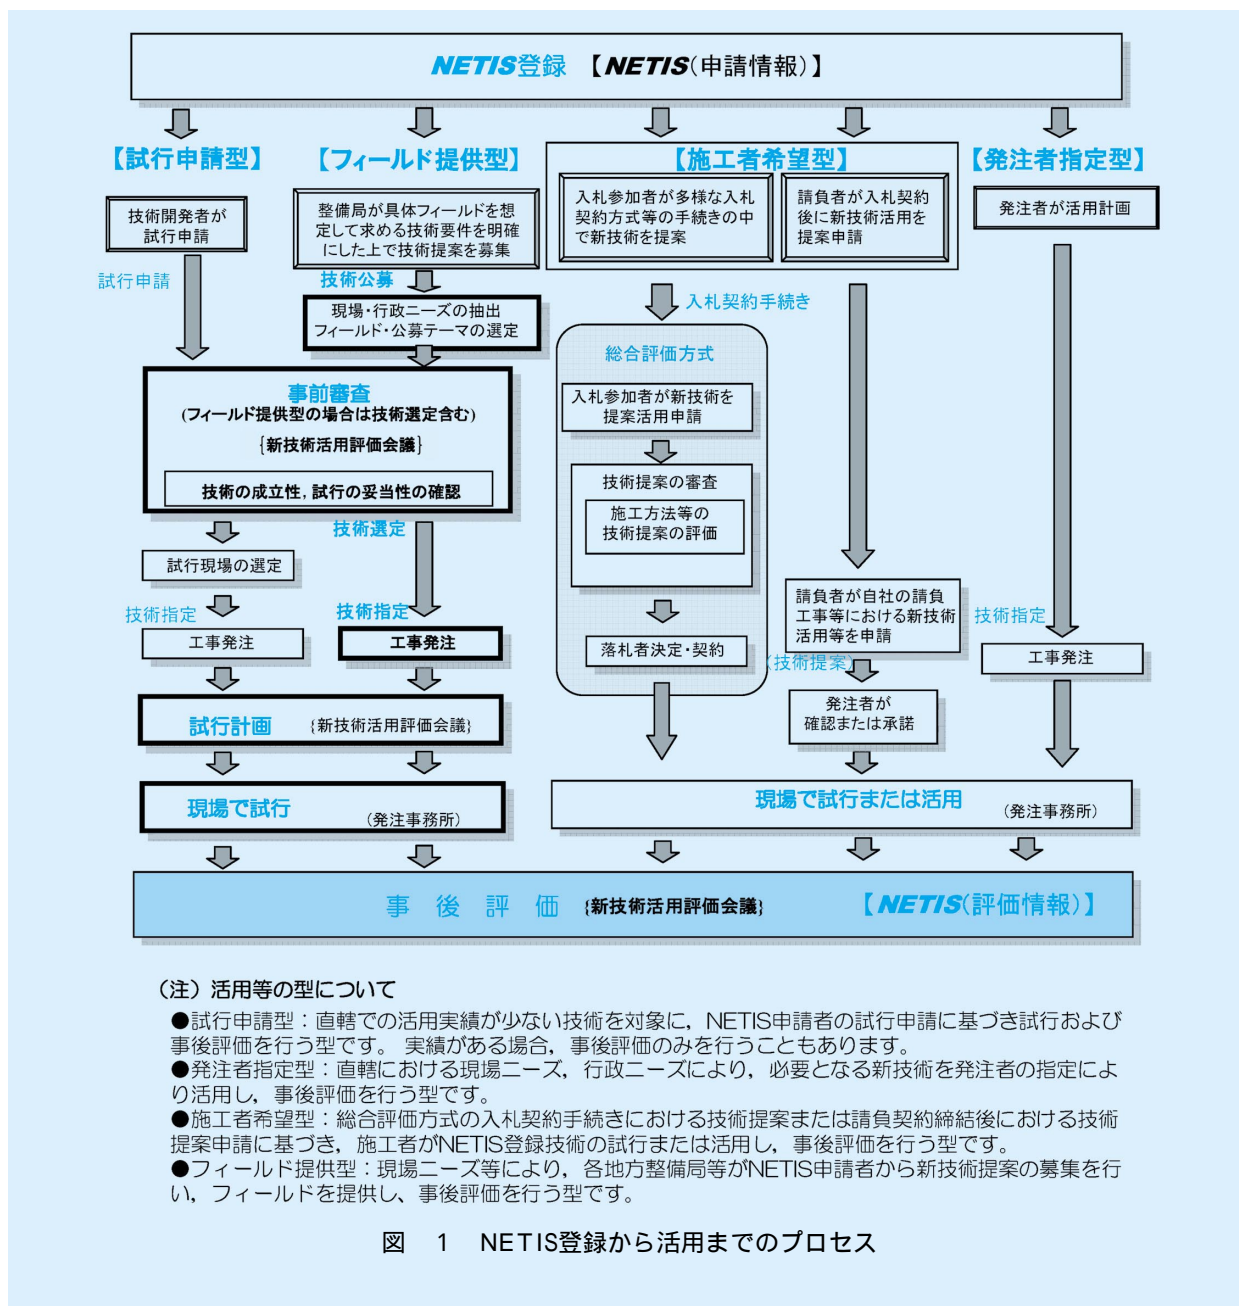 NETIS登録 【NETIS(申請情報)】
【試行申請型】
【フィールド提供型】
【施工者希望型】
【発注者指定型】
技術開発者が
試行申請
整備局が具体フィールドを想
定して求める技術要件を明確
にした上で技術提案を募集
入札参加者が多様な入札
契約方式等の手続きの中
で新技術を提案
請負者が入札契約
後に新技術活用を
提案申請
発注者が活用計画
試行申請
技術公募
現場・行政ニーズの抽出
フィールド・公募テーマの選定
入札契約手続き
事前審査
(フィールド提供型の場合は技術選定含む)
{新技術活用評価会議}
技術の成立性，試行の妥当性の確認
総合評価方式
入札参加者が新技術を
提案活用申請
技術提案の審査
施工方法等の
技術提案の評価
落札者決定・契約
技術選定
試行現場の選定
技術指定
工事発注
技術指定
工事発注
請負者が自社の請負
工事等における新技術
活用等を申請
(技術提案)
発注者が
確認または承諾
技術指定
工事発注
試行計画 {新技術活用評価会議}
現場で試行 (発注事務所)
現場で試行または活用 (発注事務所)
事後評価 {新技術活用評価会議} 【NETIS(評価情報)】
（注）活用等の型について
●試行申請型：直轄での活用実績が少ない技術を対象に，NETIS申請者の試行申請に基づき試行および
事後評価を行う型です。 実績がある場合，事後評価のみを行うこともあります。
●発注者指定型：直轄における現場ニーズ，行政ニーズにより，必要となる新技術を発注者の指定によ
り活用し，事後評価を行う型です。
●施工者希望型：総合評価方式の入札契約手続きにおける技術提案または請負契約締結後における技術
提案申請に基づき，施工者がNETIS登録技術の試行または活用し，事後評価を行う型です。
●フィールド提供型：現場ニーズ等により，各地方整備局等がNETIS申請者から新技術提案の募集を行
い，フィールドを提供し、事後評価を行う型です。
図 1 NETIS登録から活用までのプロセス